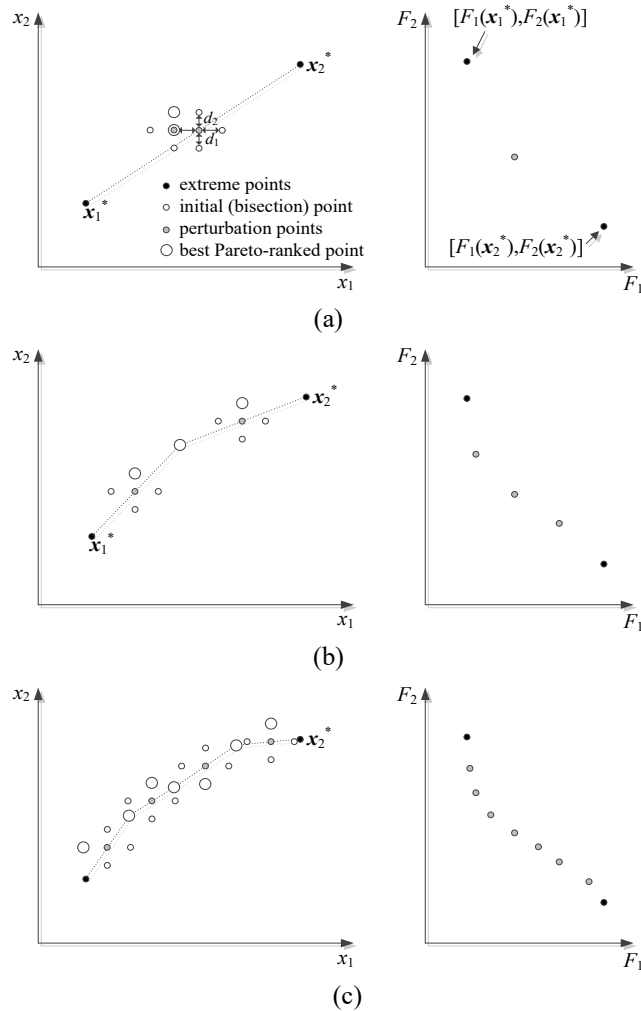 x₂
x₂*
d₂
d₁
x₁*
extreme points
initial (bisection) point
perturbation points
best Pareto-ranked point
x₁
F₂
[F₁(x₁*),F₂(x₁*)]
[F₁(x₂*),F₂(x₂*)]
F₁
(a)
x₂
x₂*
x₁*
x₁
F₂
F₁
(b)
x₂
x₂*
x₁*
x₁
F₂
F₁
(c)